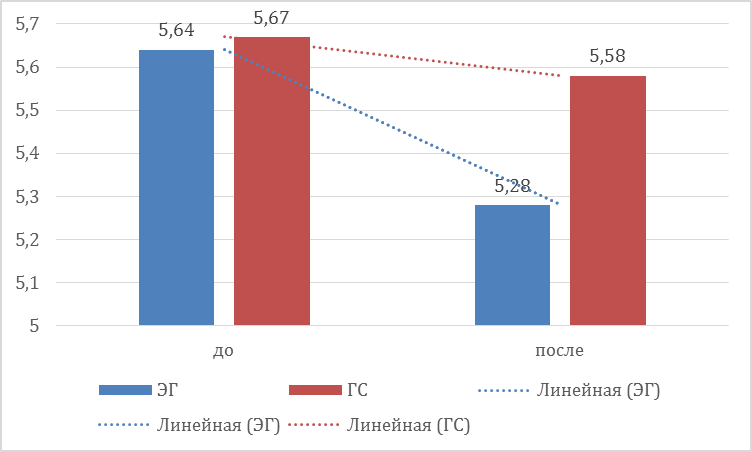 5,7
5,6
5,5
5,4
5,3
5,2
5,1
5
5,64
5,67
5,28
5,58
до
после
ЭГ
ГС
Линейная (ЭГ)
Линейная (ЭГ)
Линейная (ГС)